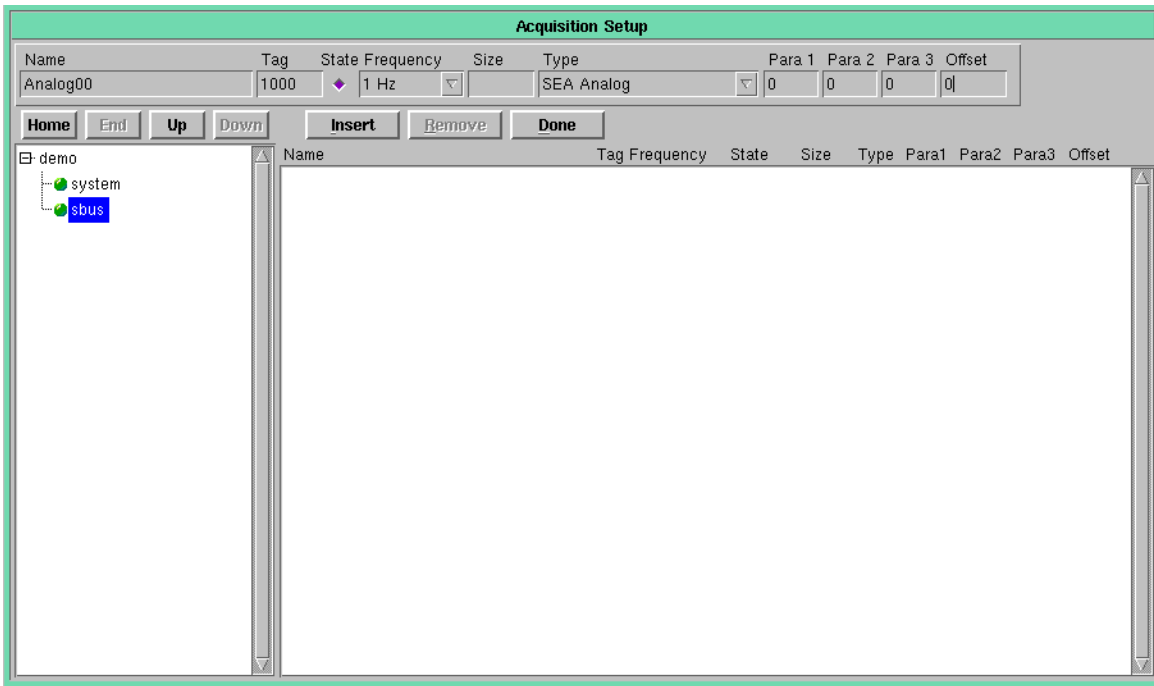 Acquisition Setup
Name Tag State Frequency Size Type Para 1 Para 2 Para 3 Offset
Analog00 1000 1 Hz SEA Analog 0 0 0 0
Home End Up Down Insert Remove Done
demo
Name Tag Frequency State Size Type Para1 Para2 Para3 Offset
system
sbus